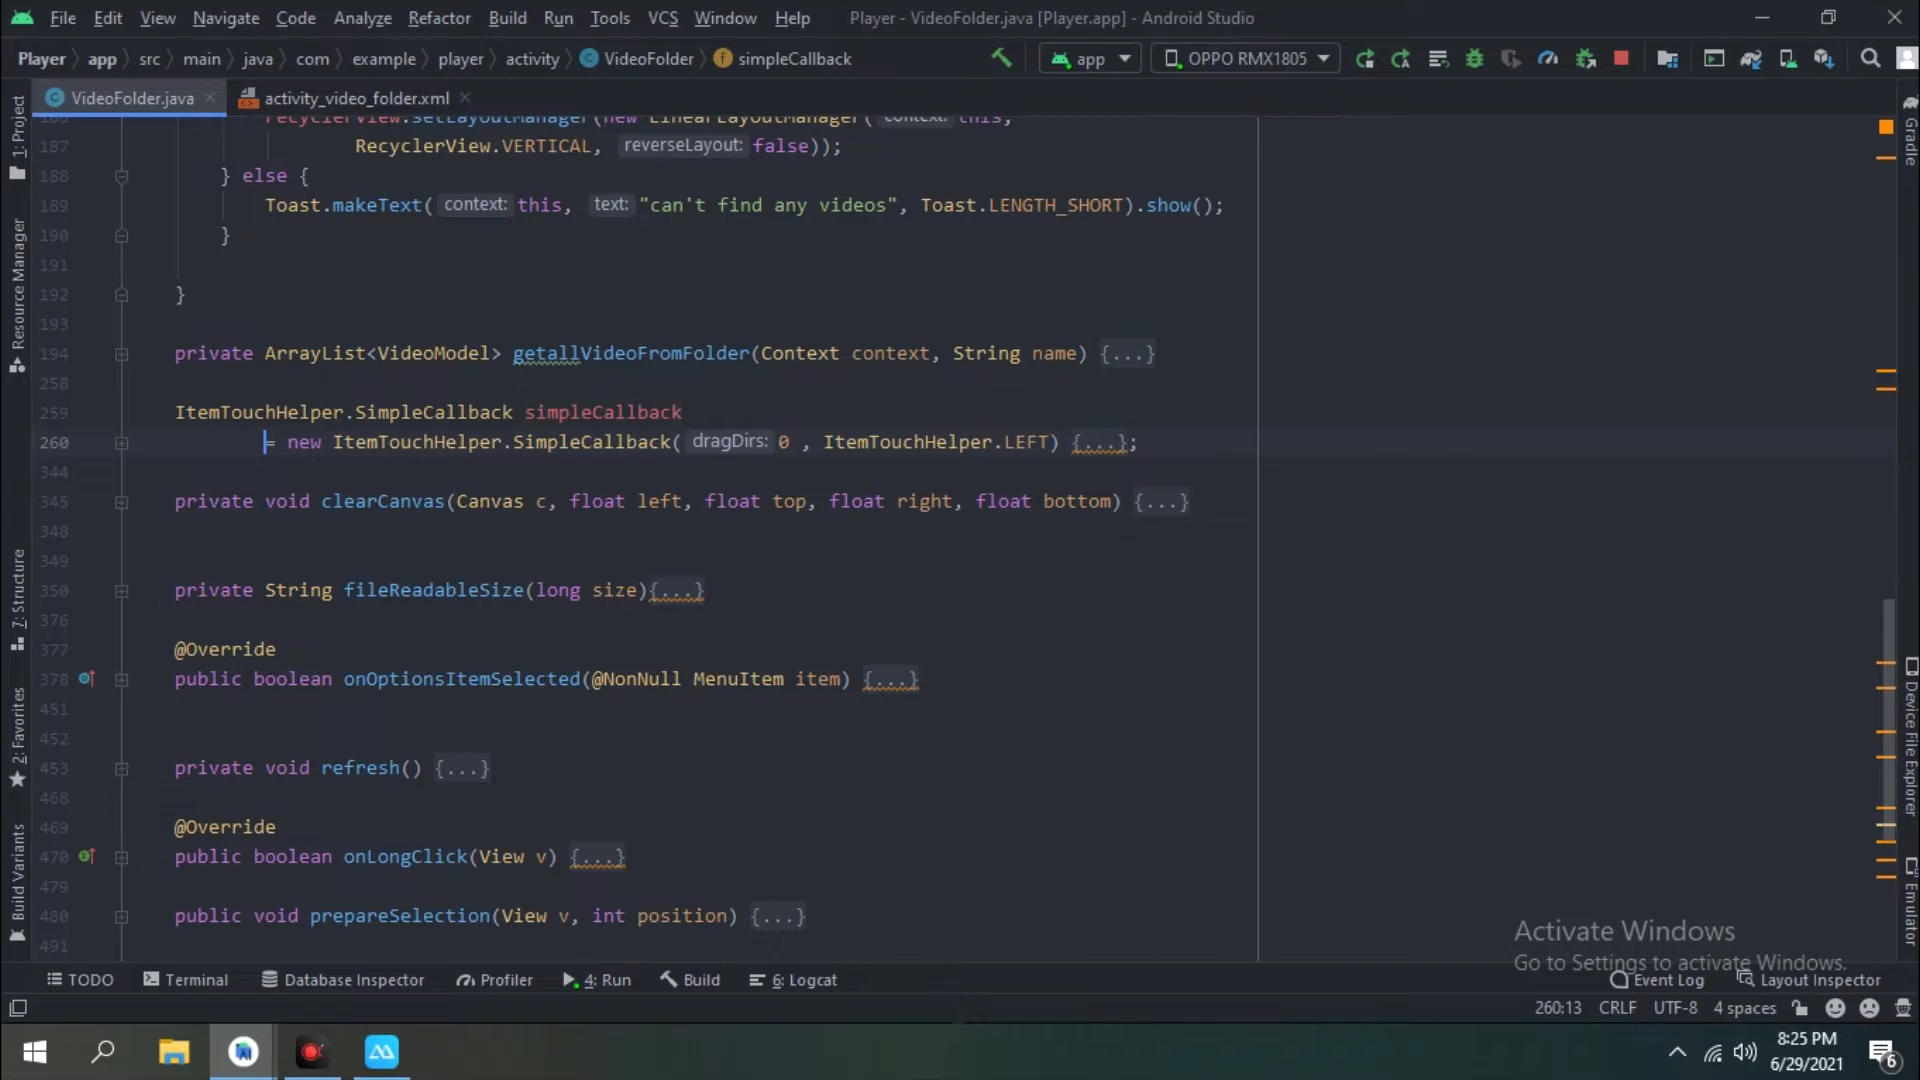 File Edit View Navigate Code Analyze Refactor Build Run Tools VCS Window Help Player - VideoFolder.java [Player.app] - Android Studio
Player app src main java com example player activity VideoFolder simpleCallback app OPPO RMX1805
VideoFolder.java activity_video_folder.xml
186 recyclerView.setLayoutManager(new LinearLayoutManager( context: this,
187 RecyclerView.VERTICAL, reverseLayout: false));
188 } else {
189 Toast.makeText( context: this, text: "can't find any videos", Toast.LENGTH_SHORT).show();
190 }
191
192 }
193
194 private ArrayList<VideoModel> getallVideoFromFolder(Context context, String name) {...}
258
259 ItemTouchHelper.SimpleCallback simpleCallback
260 = new ItemTouchHelper.SimpleCallback( dragDirs: 0 , ItemTouchHelper.LEFT) {...};
344
345 private void clearCanvas(Canvas c, float left, float top, float right, float bottom) {...}
348
349
350 private String fileReadableSize(long size){...}
376
377 @Override
378 public boolean onOptionsItemSelected(@NonNull MenuItem item) {...}
451
452
453 private void refresh() {...}
468
469 @Override
470 public boolean onLongClick(View v) {...}
479
480 public void prepareSelection(View v, int position) {...}
491
1: Project
Resource Manager
7: Structure
2: Favorites
Build Variants
Gradle
Device File Explorer
Emulator
Activate Windows
Go to Settings to activate Windows.
TODO Terminal Database Inspector Profiler 4: Run Build 6: Logcat Event Log Layout Inspector
260:13 CRLF UTF-8 4 spaces
8:25 PM
6/29/2021
6